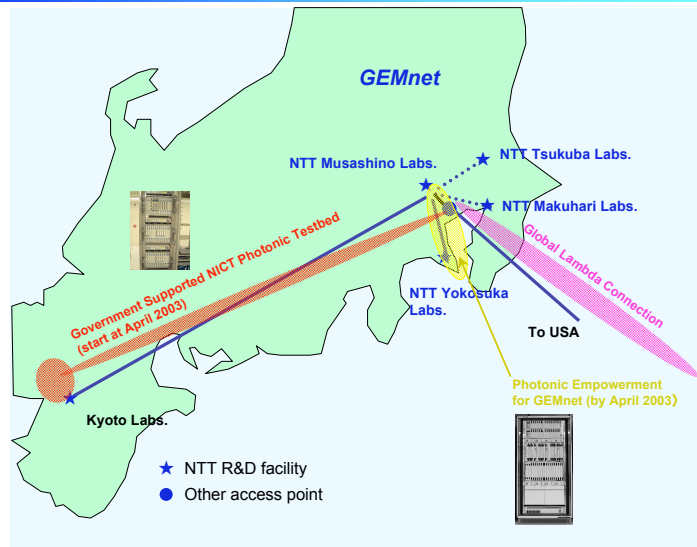 GEMnet
NTT Musashino Labs.
NTT Tsukuba Labs.
NTT Makuhari Labs.
Government Supported NICT Photonic Testbed
(start at April 2003)
Global Lambda Connection
NTT Yokosuka
Labs.
To USA
Photonic Empowerment
for GEMnet (by April 2003)
Kyoto Labs.
NTT R&D facility
Other access point